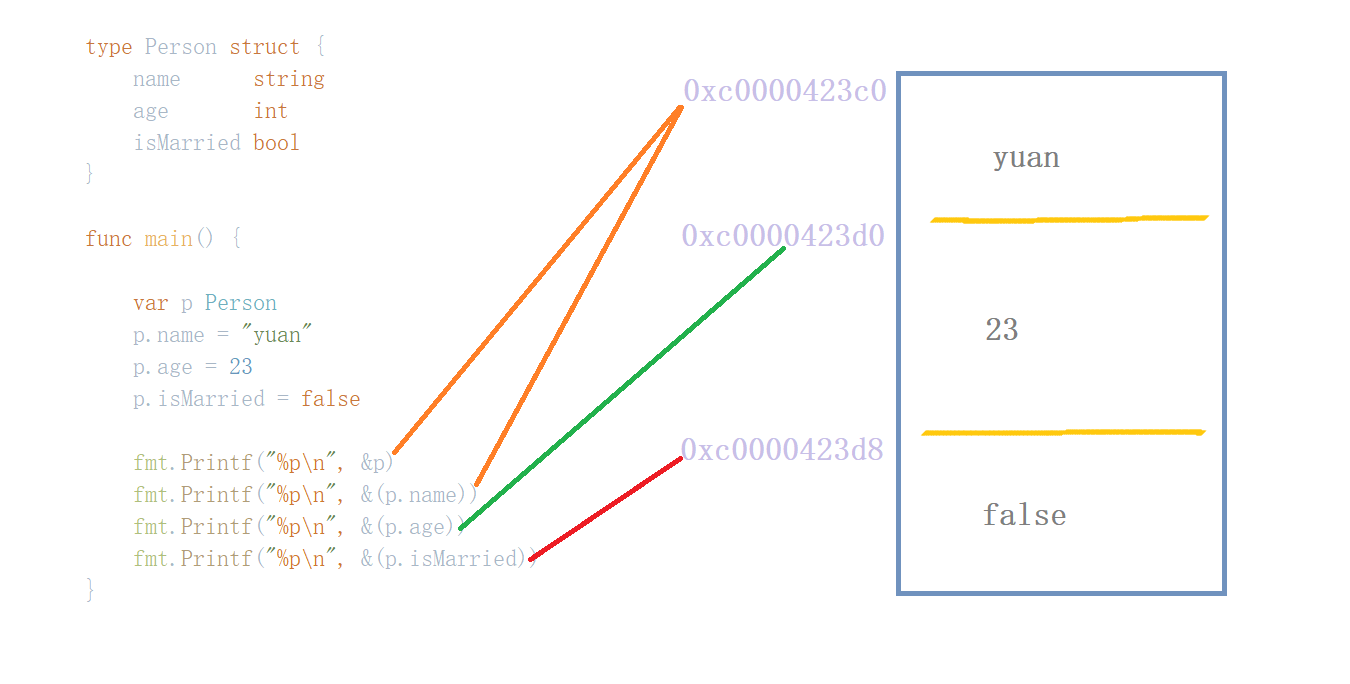 type Person struct {
    name      string
    age       int
    isMarried bool
}
func main() {
    var p Person
    p.name = "yuan"
    p.age = 23
    p.isMarried = false
    fmt.Printf("%p\n", &p)
    fmt.Printf("%p\n", &(p.name))
    fmt.Printf("%p\n", &(p.age))
    fmt.Printf("%p\n", &(p.isMarried))
}
0xc0000423c0
yuan
0xc0000423d0
23
0xc0000423d8
false